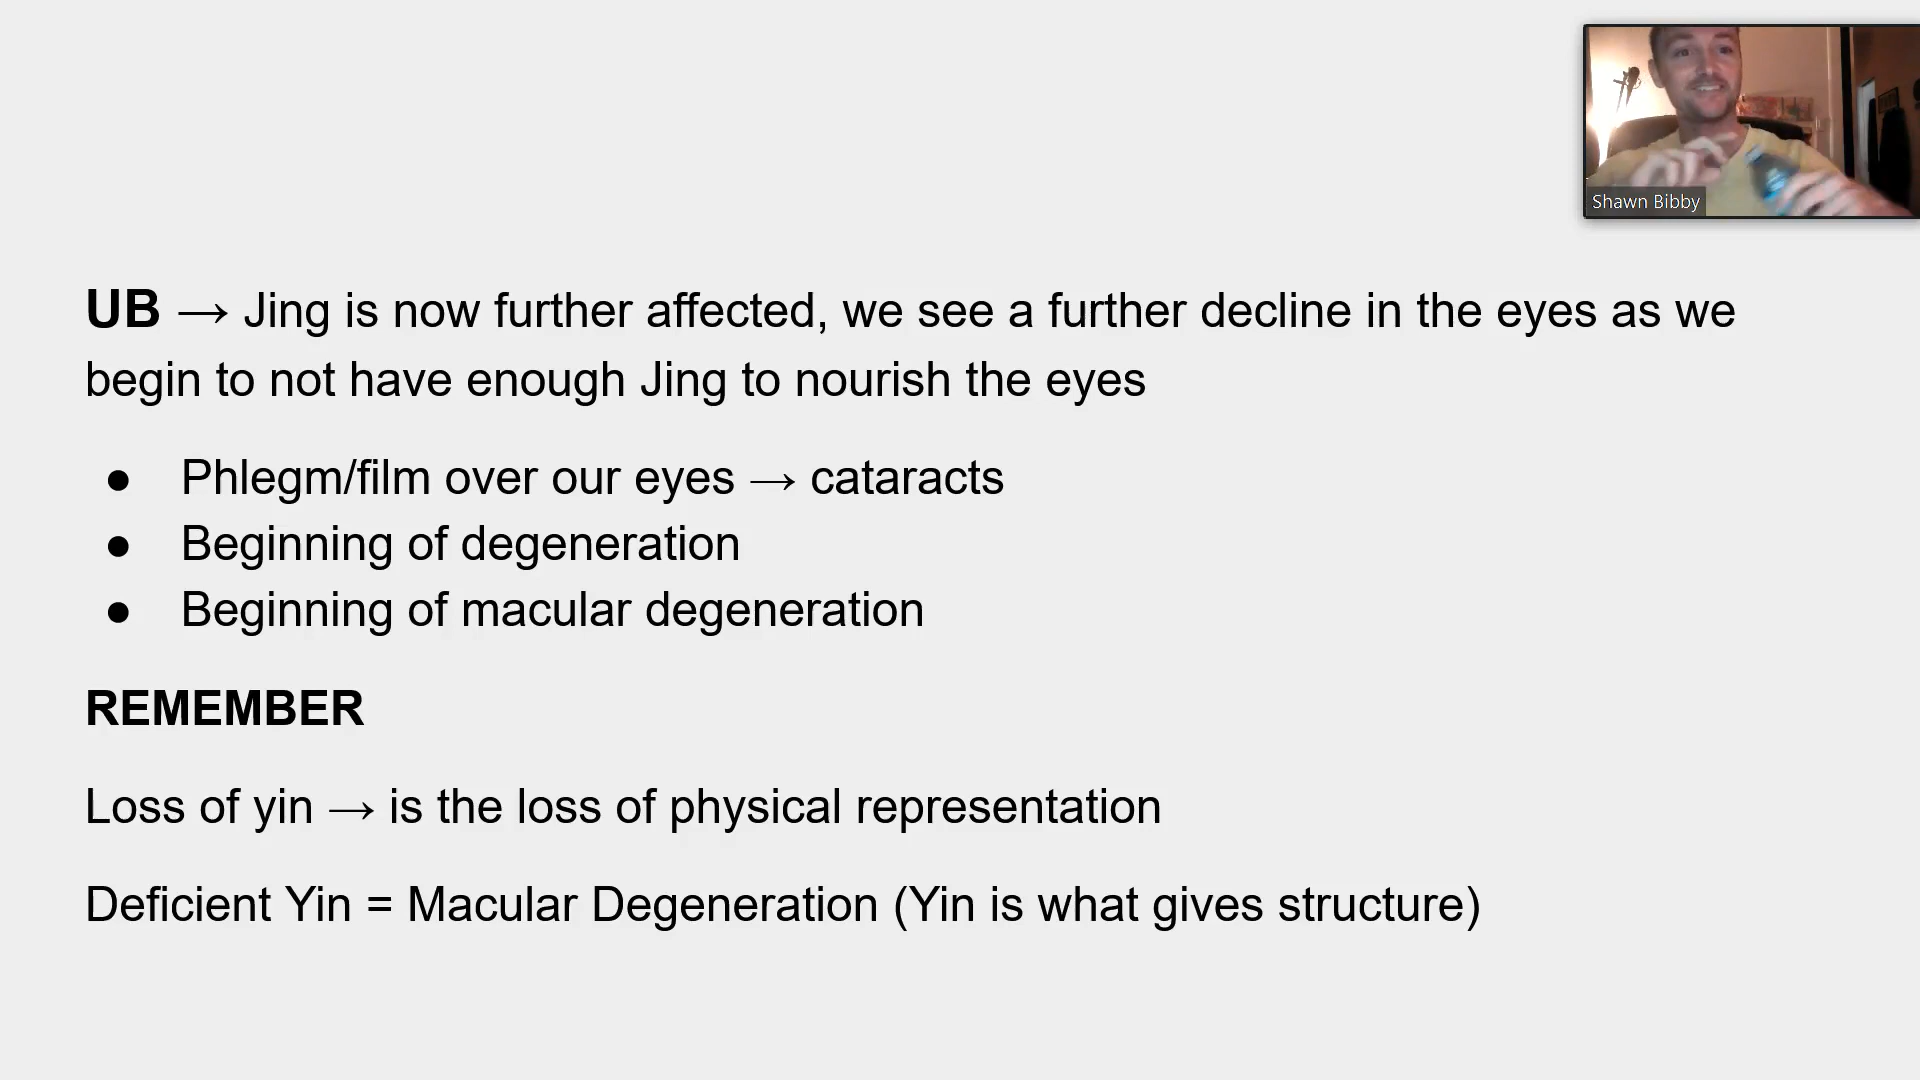 Shawn Bibby
UB → Jing is now further affected, we see a further decline in the eyes as we
begin to not have enough Jing to nourish the eyes
● Phlegm/film over our eyes → cataracts
● Beginning of degeneration
● Beginning of macular degeneration
REMEMBER
Loss of yin → is the loss of physical representation
Deficient Yin = Macular Degeneration (Yin is what gives structure)